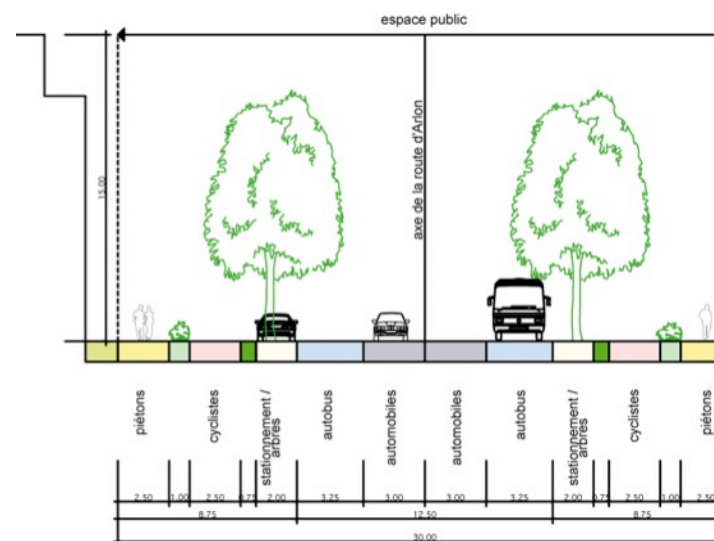 espace public
15.00
axe de la route d'Arlon
piétons
cyclistes
stationnement /
arbres
autobus
automobiles
automobiles
autobus
stationnement /
arbres
cyclistes
piétons
2.50 1.00 2.50 0.75 2.00 3.25 3.00 3.00 3.25 2.00 0.75 2.50 1.00 2.50
8.75 12.50 8.75
30.00